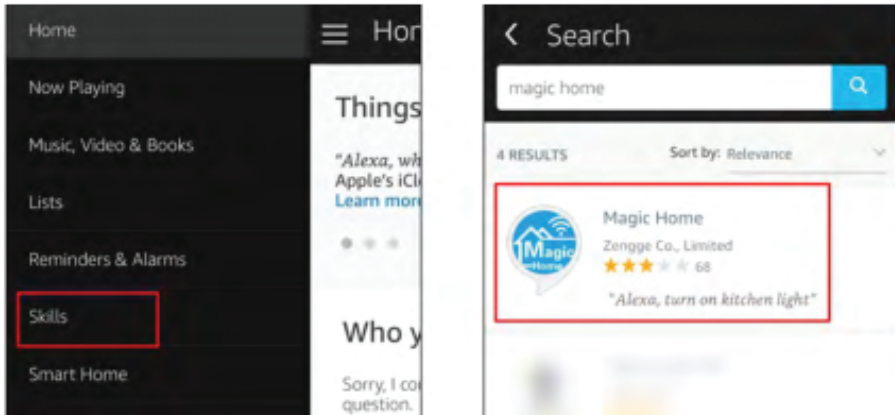 Home
Now Playing
Music, Video & Books
Lists
Reminders & Alarms
Skills
Smart Home
Hor
Things
"Alexa, wh
Apple's iCl
Learn more
Who y
Sorry, I co
question.
Search
magic home
4 RESULTS Sort by: Relevance
Magic
Home
Magic Home
Zengge Co., Limited
68
"Alexa, turn on kitchen light"